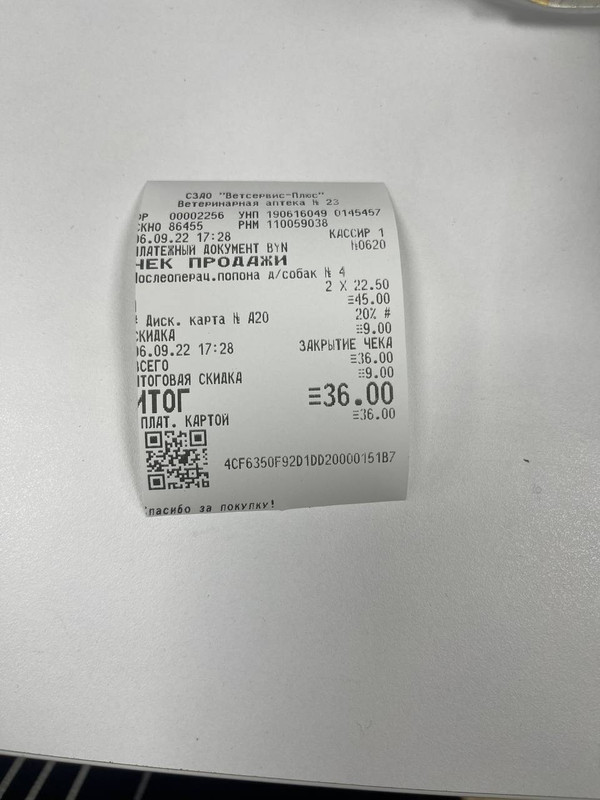 СЗАО "Ветсервис-Плюс"
Ветеринарная аптека № 23
ЗР 00002256 УНП 190616049 0145457
СКНО 86455 РНМ 110059038
06.09.22 17:28 КАССИР 1
ПЛАТЕЖНЫЙ ДОКУМЕНТ BYN h0620
ЧЕК ПРОДАЖИ
Послеоперац.попона д/собак № 4
2 X 22.50
≡45.00
* Диск. карта № А20 20% #
СКИДКА ≡9.00
06.09.22 17:28 ЗАКРЫТИЕ ЧЕКА
ВСЕГО ≡36.00
ИТОГОВАЯ СКИДКА ≡9.00
ИТОГ ≡36.00
ПЛАТ. КАРТОЙ ≡36.00
4CF6350F92D1DD20000151B7
Спасибо за покупку!